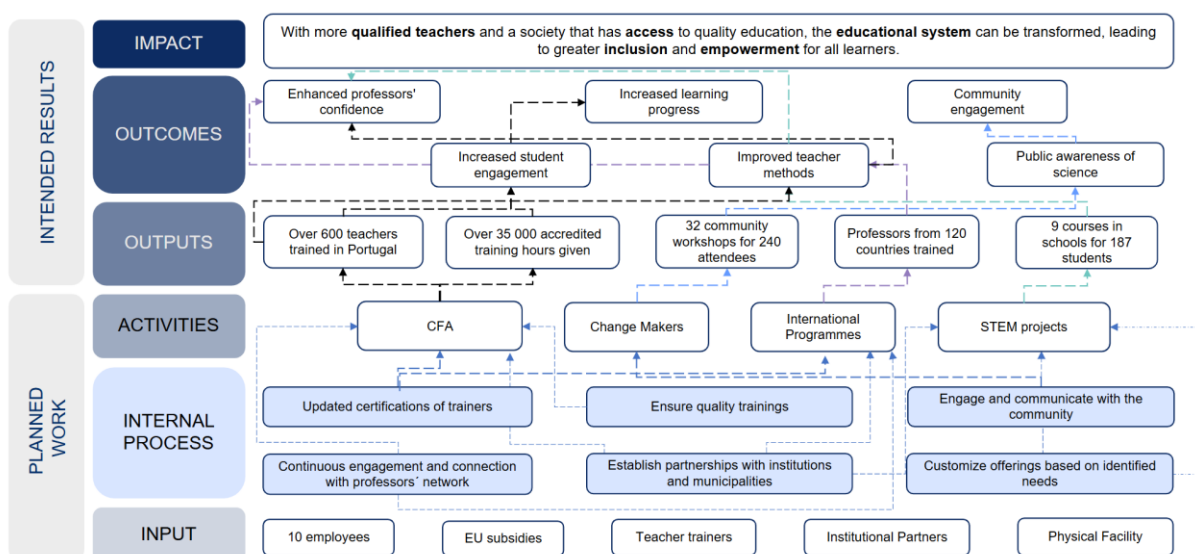 INTENDED RESULTS
IMPACT
With more qualified teachers and a society that has access to quality education, the educational system can be transformed, leading
to greater inclusion and empowerment for all learners.
OUTCOMES
Enhanced professors'
confidence
Increased learning
progress
Community
engagement
Increased student
engagement
Improved teacher
methods
Public awareness of
science
OUTPUTS
Over 600 teachers
trained in Portugal
Over 35 000 accredited
training hours given
32 community
workshops for 240
attendees
Professors from 120
countries trained
9 courses in
schools for 187
students
PLANNED
WORK
ACTIVITIES
CFA
Change Makers
International
Programmes
STEM projects
INTERNAL
PROCESS
Updated certifications of trainers
Ensure quality trainings
Engage and communicate with the
community
Continuous engagement and connection
with professors´ network
Establish partnerships with institutions
and municipalities
Customize offerings based on identified
needs
INPUT
10 employees
EU subsidies
Teacher trainers
Institutional Partners
Physical Facility